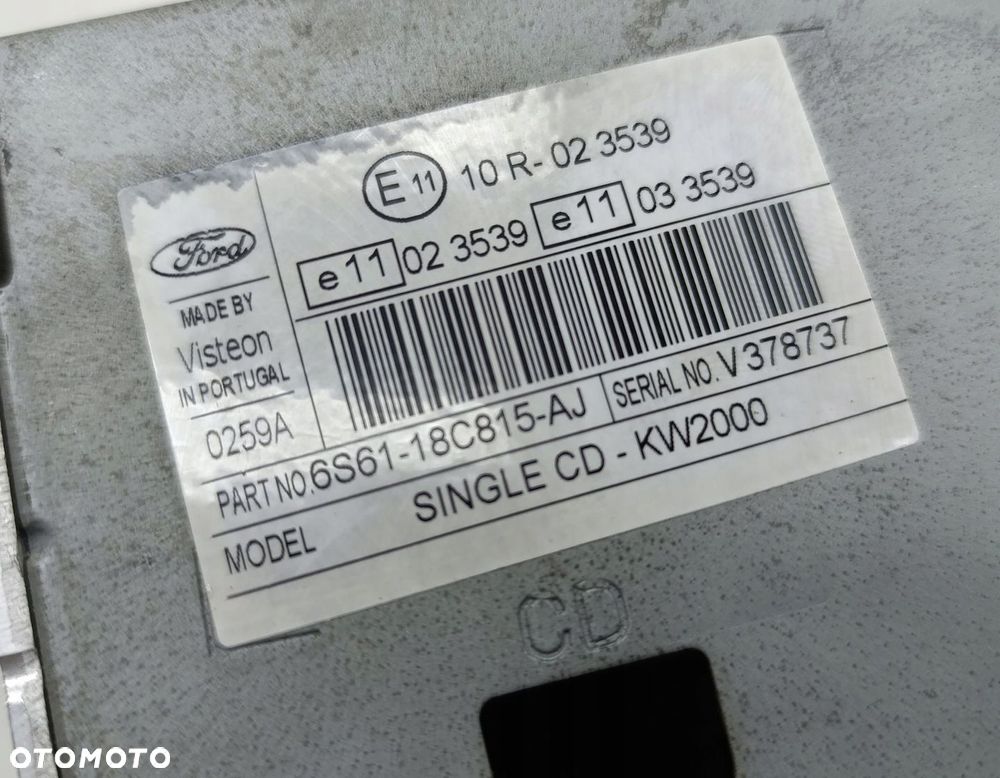 E11 10 R-02 3539
e11 02 3539 e11 03 3539
Ford
MADE BY
Visteon
IN PORTUGAL
0259A
PART NO. 6S61-18C815-AJ SERIAL NO. V378737
MODEL SINGLE CD - KW2000
CD
OTOMOTO